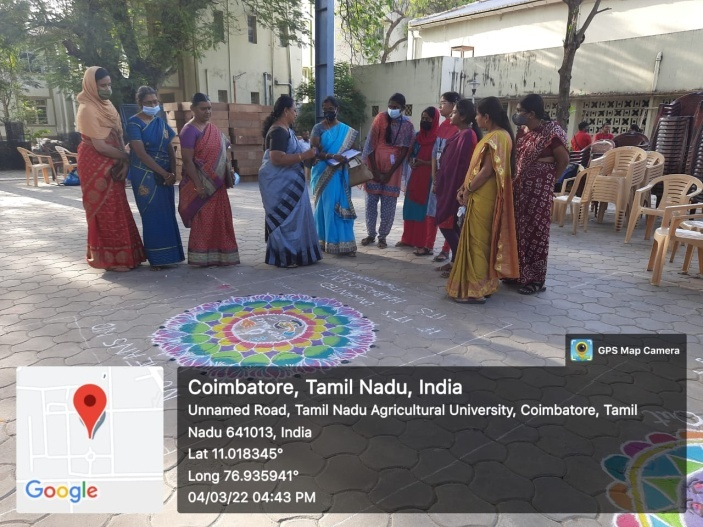 GPS Map Camera
Coimbatore, Tamil Nadu, India
Unnamed Road, Tamil Nadu Agricultural University, Coimbatore, Tamil
Nadu 641013, India
Lat 11.018345°
Long 76.935941°
04/03/22 04:43 PM
Google